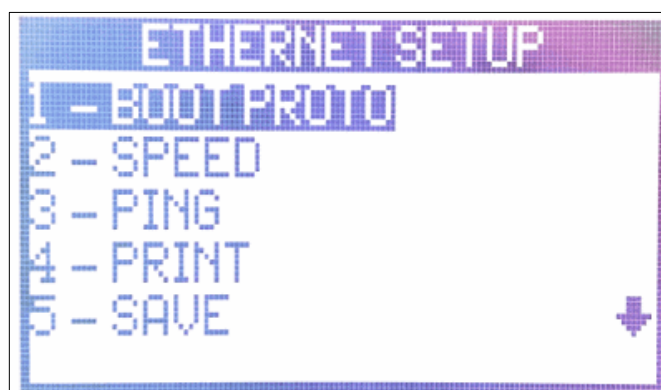 ETHERNET SETUP
1 - BOOT PROTO
2 - SPEED
3 - PING
4 - PRINT
5 - SAVE